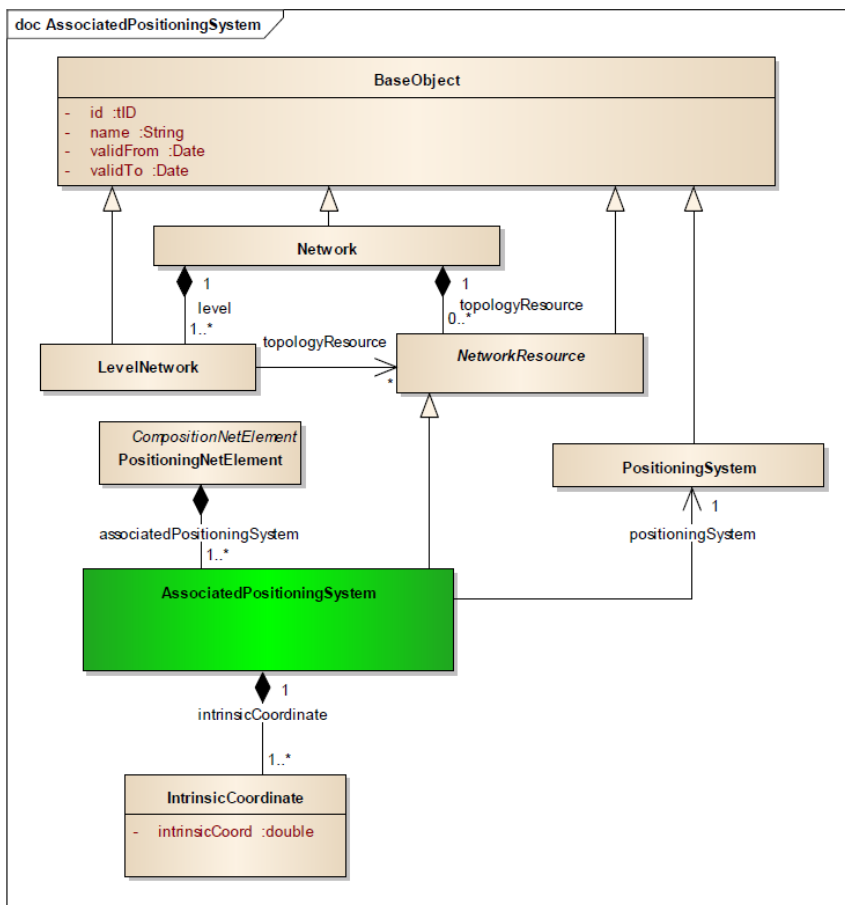 doc AssociatedPositioningSystem
BaseObject
- id :tID
- name :String
- validFrom :Date
- validTo :Date
Network
1
level
1..*
1
topologyResource
0..*
LevelNetwork
topologyResource
*
NetworkResource
CompositionNetElement
PositioningNetElement
PositioningSystem
associatedPositioningSystem
1..*
1
positioningSystem
AssociatedPositioningSystem
1
intrinsicCoordinate
1..*
IntrinsicCoordinate
- intrinsicCoord :double